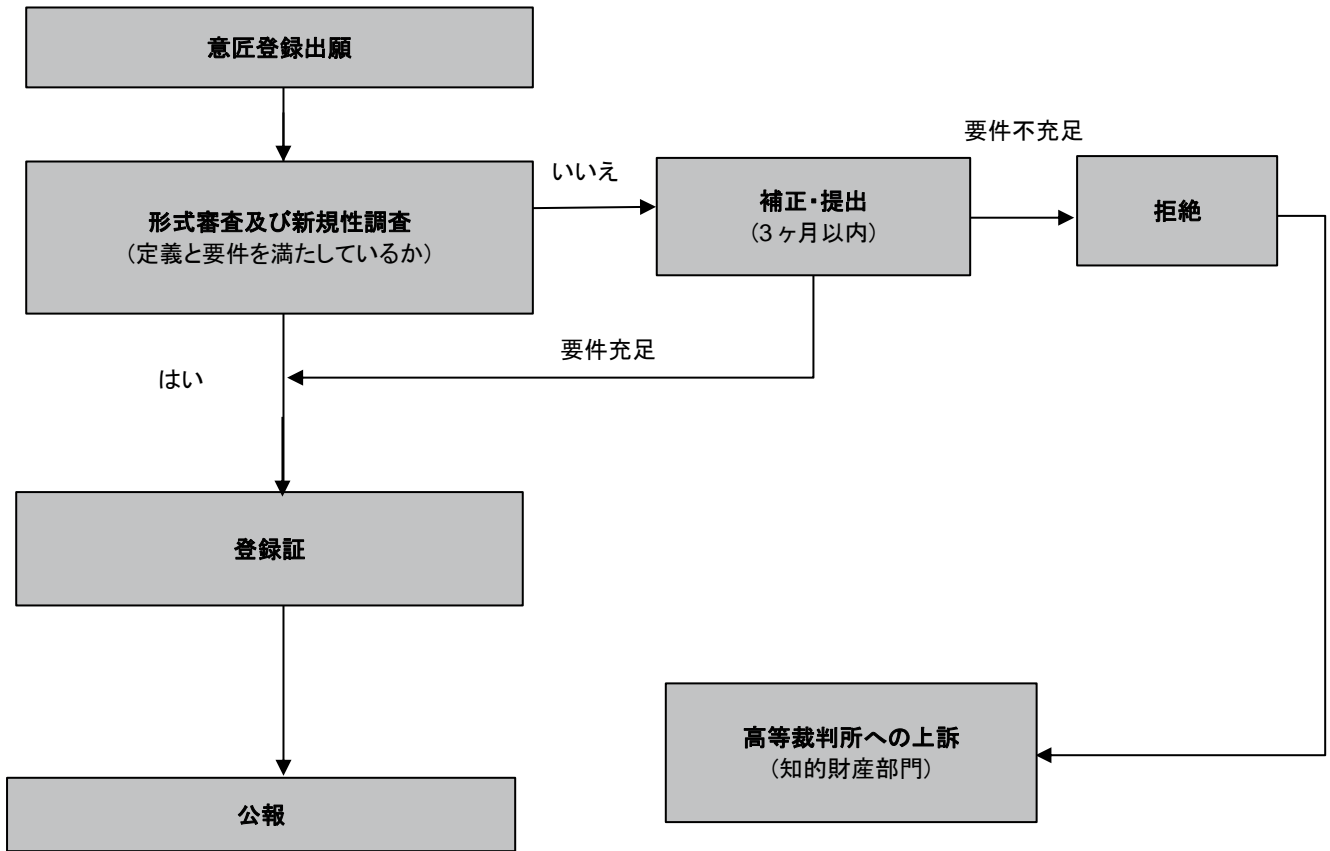 意匠登録出願
要件不充足
いいえ
形式審査及び新規性調査
(定義と要件を満たしているか)
補正・提出
(3ヶ月以内)
拒絶
要件充足
はい
登録証
高等裁判所への上訴
(知的財産部門)
公報